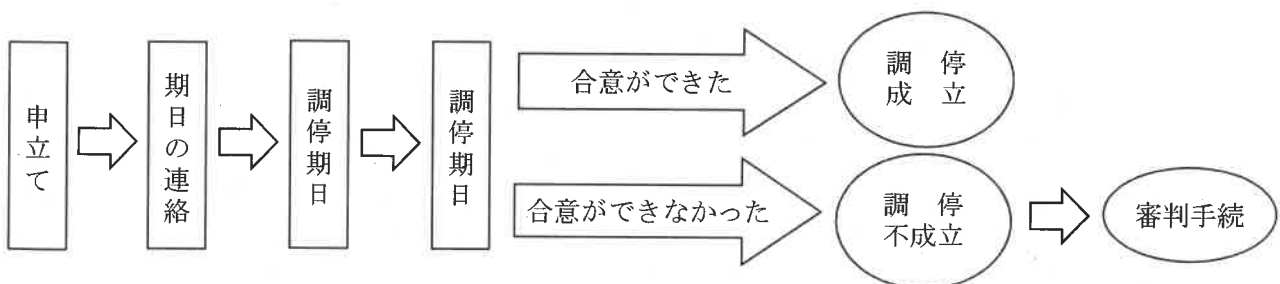 申立て
期日の連絡
調停期日
調停期日
合意ができた
調停
成立
合意ができなかった
調停
不成立
審判手続